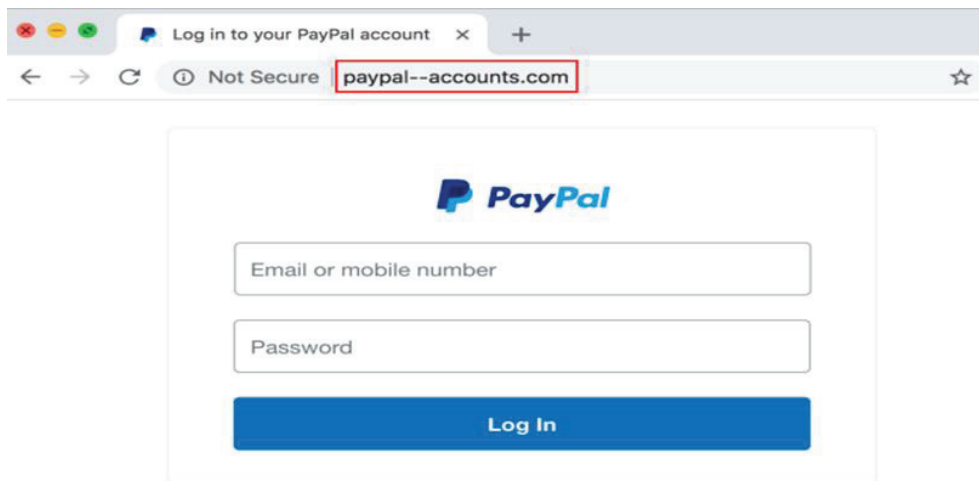 Log in to your PayPal account
Not Secure paypal--accounts.com
PayPal
Email or mobile number
Password
Log In